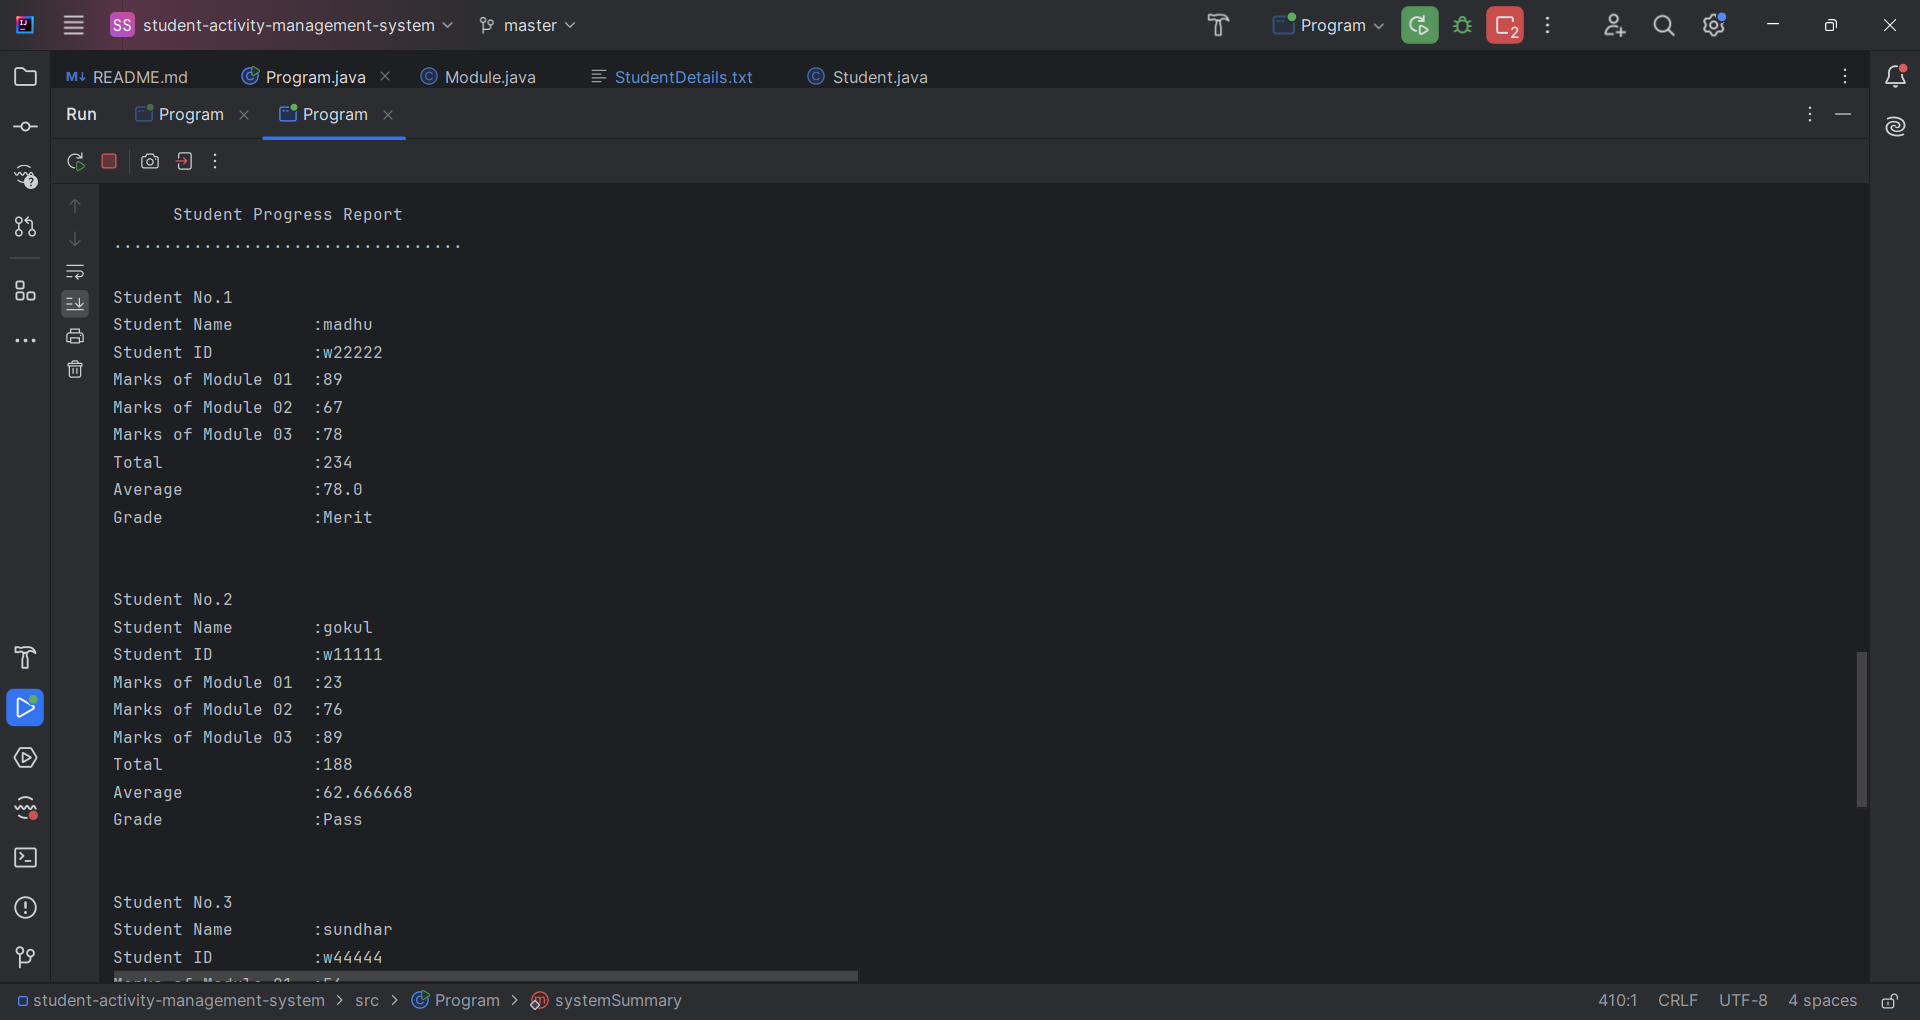 SS student-activity-management-system master Program 2
README.md Program.java Module.java StudentDetails.txt Student.java
Run Program Program
Student Progress Report
...................................
Student No.1
Student Name :madhu
Student ID :w22222
Marks of Module 01 :89
Marks of Module 02 :67
Marks of Module 03 :78
Total :234
Average :78.0
Grade :Merit
Student No.2
Student Name :gokul
Student ID :w11111
Marks of Module 01 :23
Marks of Module 02 :76
Marks of Module 03 :89
Total :188
Average :62.666668
Grade :Pass
Student No.3
Student Name :sundhar
Student ID :w44444
student-activity-management-system > src > Program > systemSummary 410:1 CRLF UTF-8 4 spaces